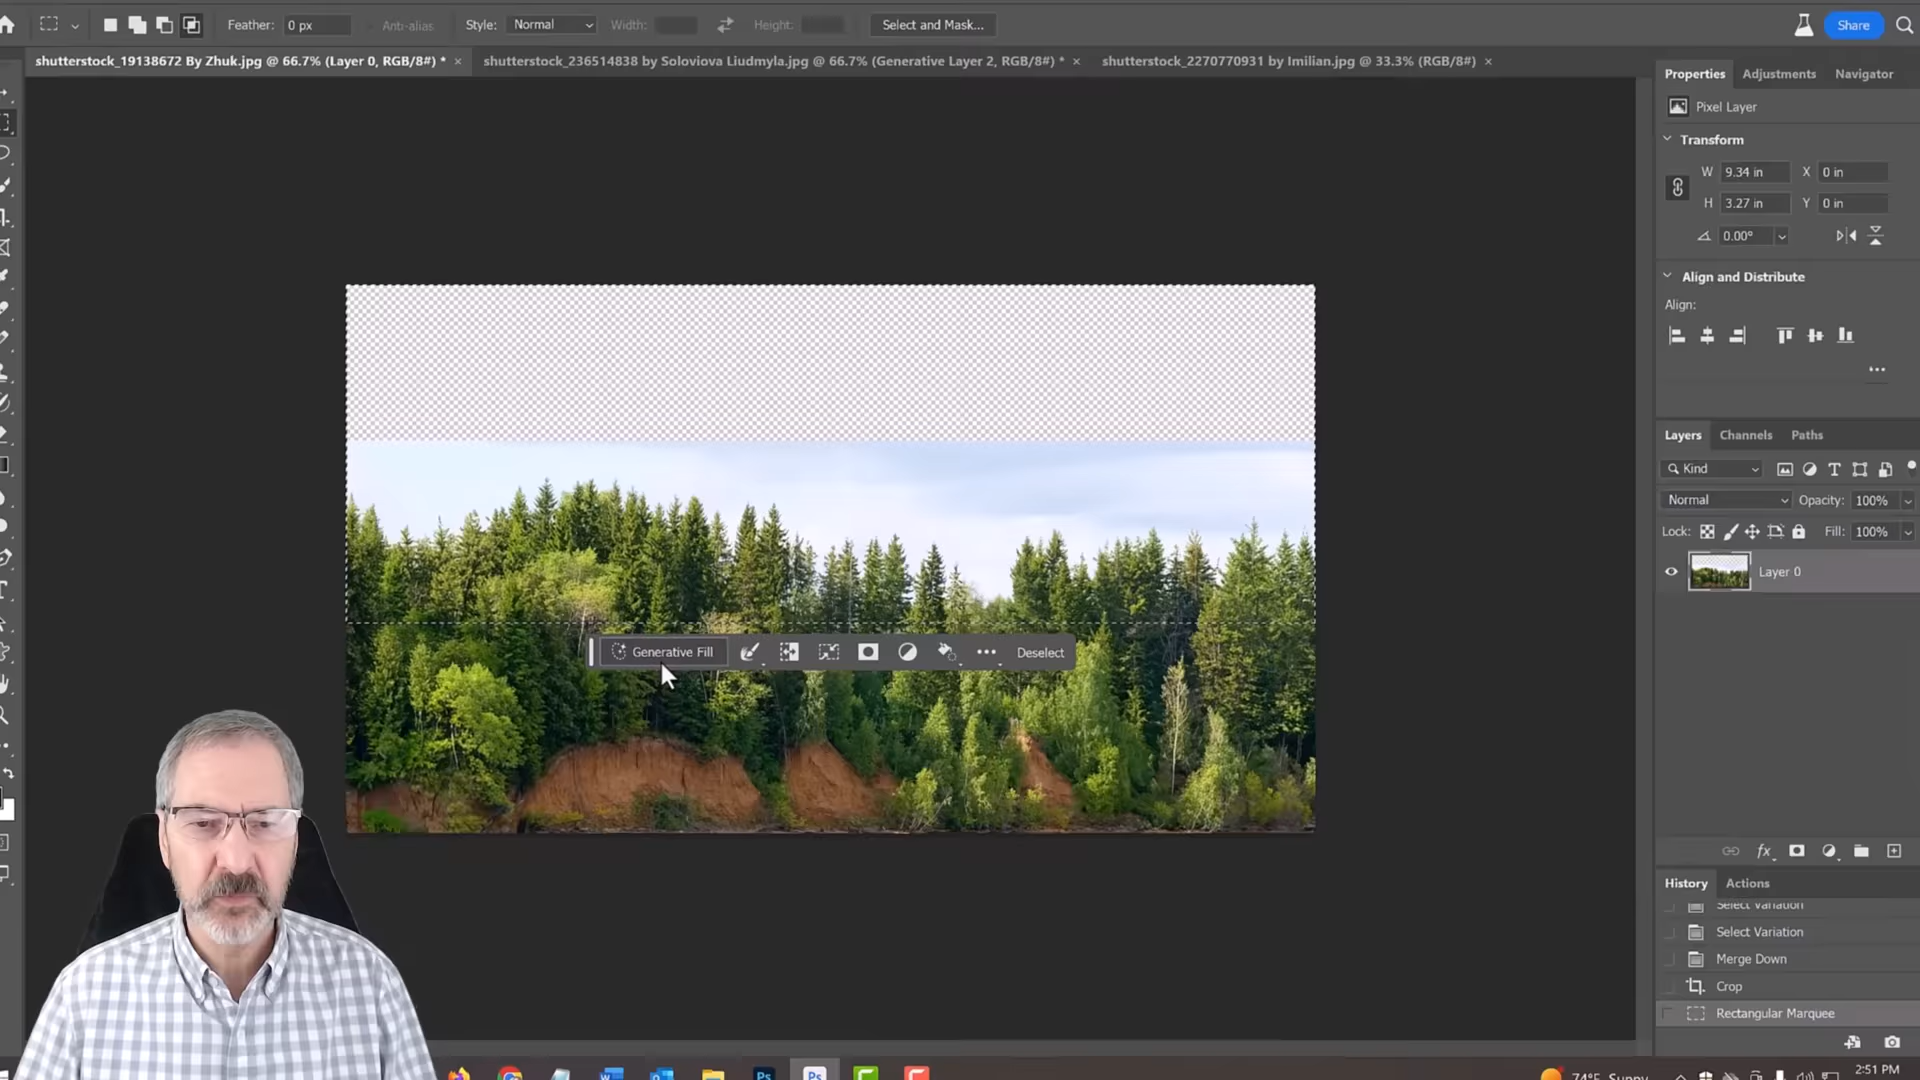 Feather: 0 px Anti-alias Style: Normal Width: Height: Select and Mask... Share
shutterstock_19138672 By Zhuk.jpg @ 66.7% (Layer 0, RGB/8#) * × shutterstock_236514838 by Soloviova Liudmyla.jpg @ 66.7% (Generative Layer 2, RGB/8#) * × shutterstock_2270770931 by Imilian.jpg @ 33.3% (RGB/8#) ×
Properties Adjustments Navigator
Pixel Layer
Transform
W 9.34 in X 0 in
H 3.27 in Y 0 in
0.00°
Align and Distribute
Align:
Layers Channels Paths
Kind
Normal Opacity: 100%
Lock: Fill: 100%
Layer 0
Generative Fill Deselect
History Actions
Select Variation
Select Variation
Merge Down
Crop
Rectangular Marquee
74°F Sunny
2:51 PM